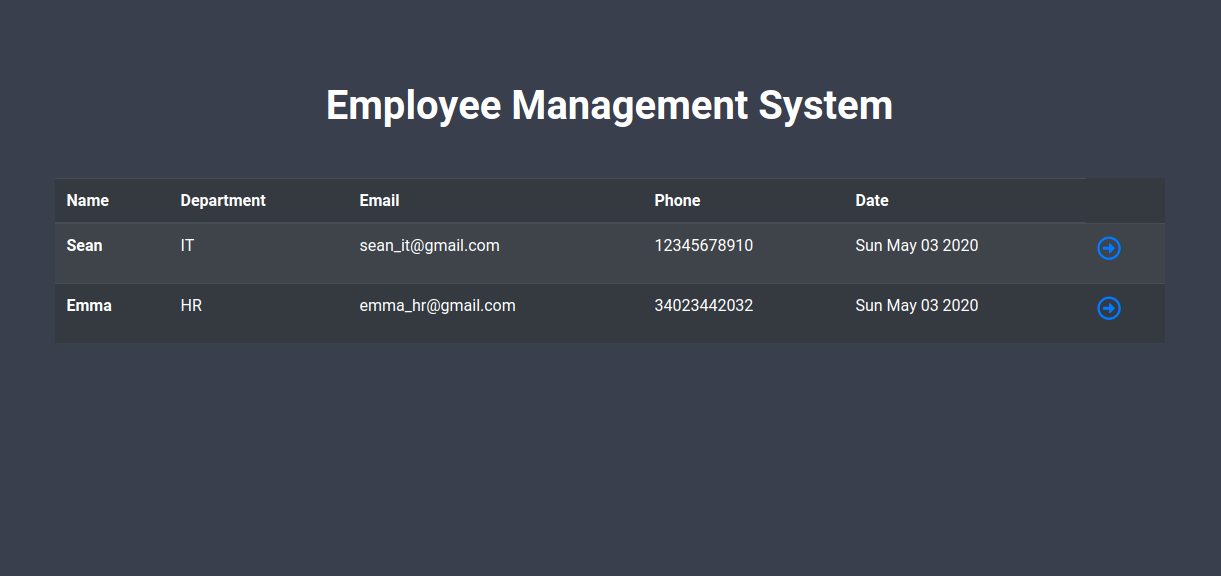 Employee Management System
Name Department Email Phone Date
Sean IT sean_it@gmail.com 12345678910 Sun May 03 2020
Emma HR emma_hr@gmail.com 34023442032 Sun May 03 2020